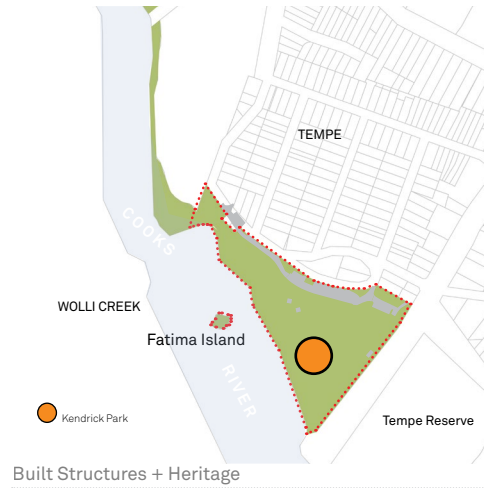 TEMPE
COOKS
WOLLI CREEK
Fatima Island
RIVER
Kendrick Park
Tempe Reserve
Built Structures + Heritage